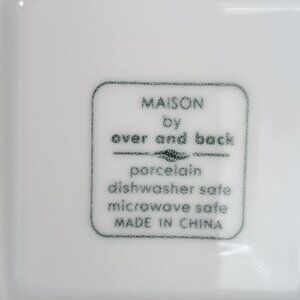 MAISON
by
over and back
porcelain
dishwasher safe
microwave safe
MADE IN CHINA